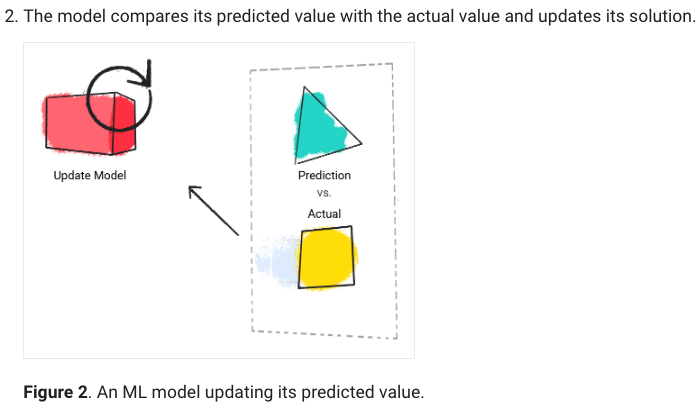 2. The model compares its predicted value with the actual value and updates its solution.
Update Model
Prediction
vs.
Actual
Figure 2. An ML model updating its predicted value.